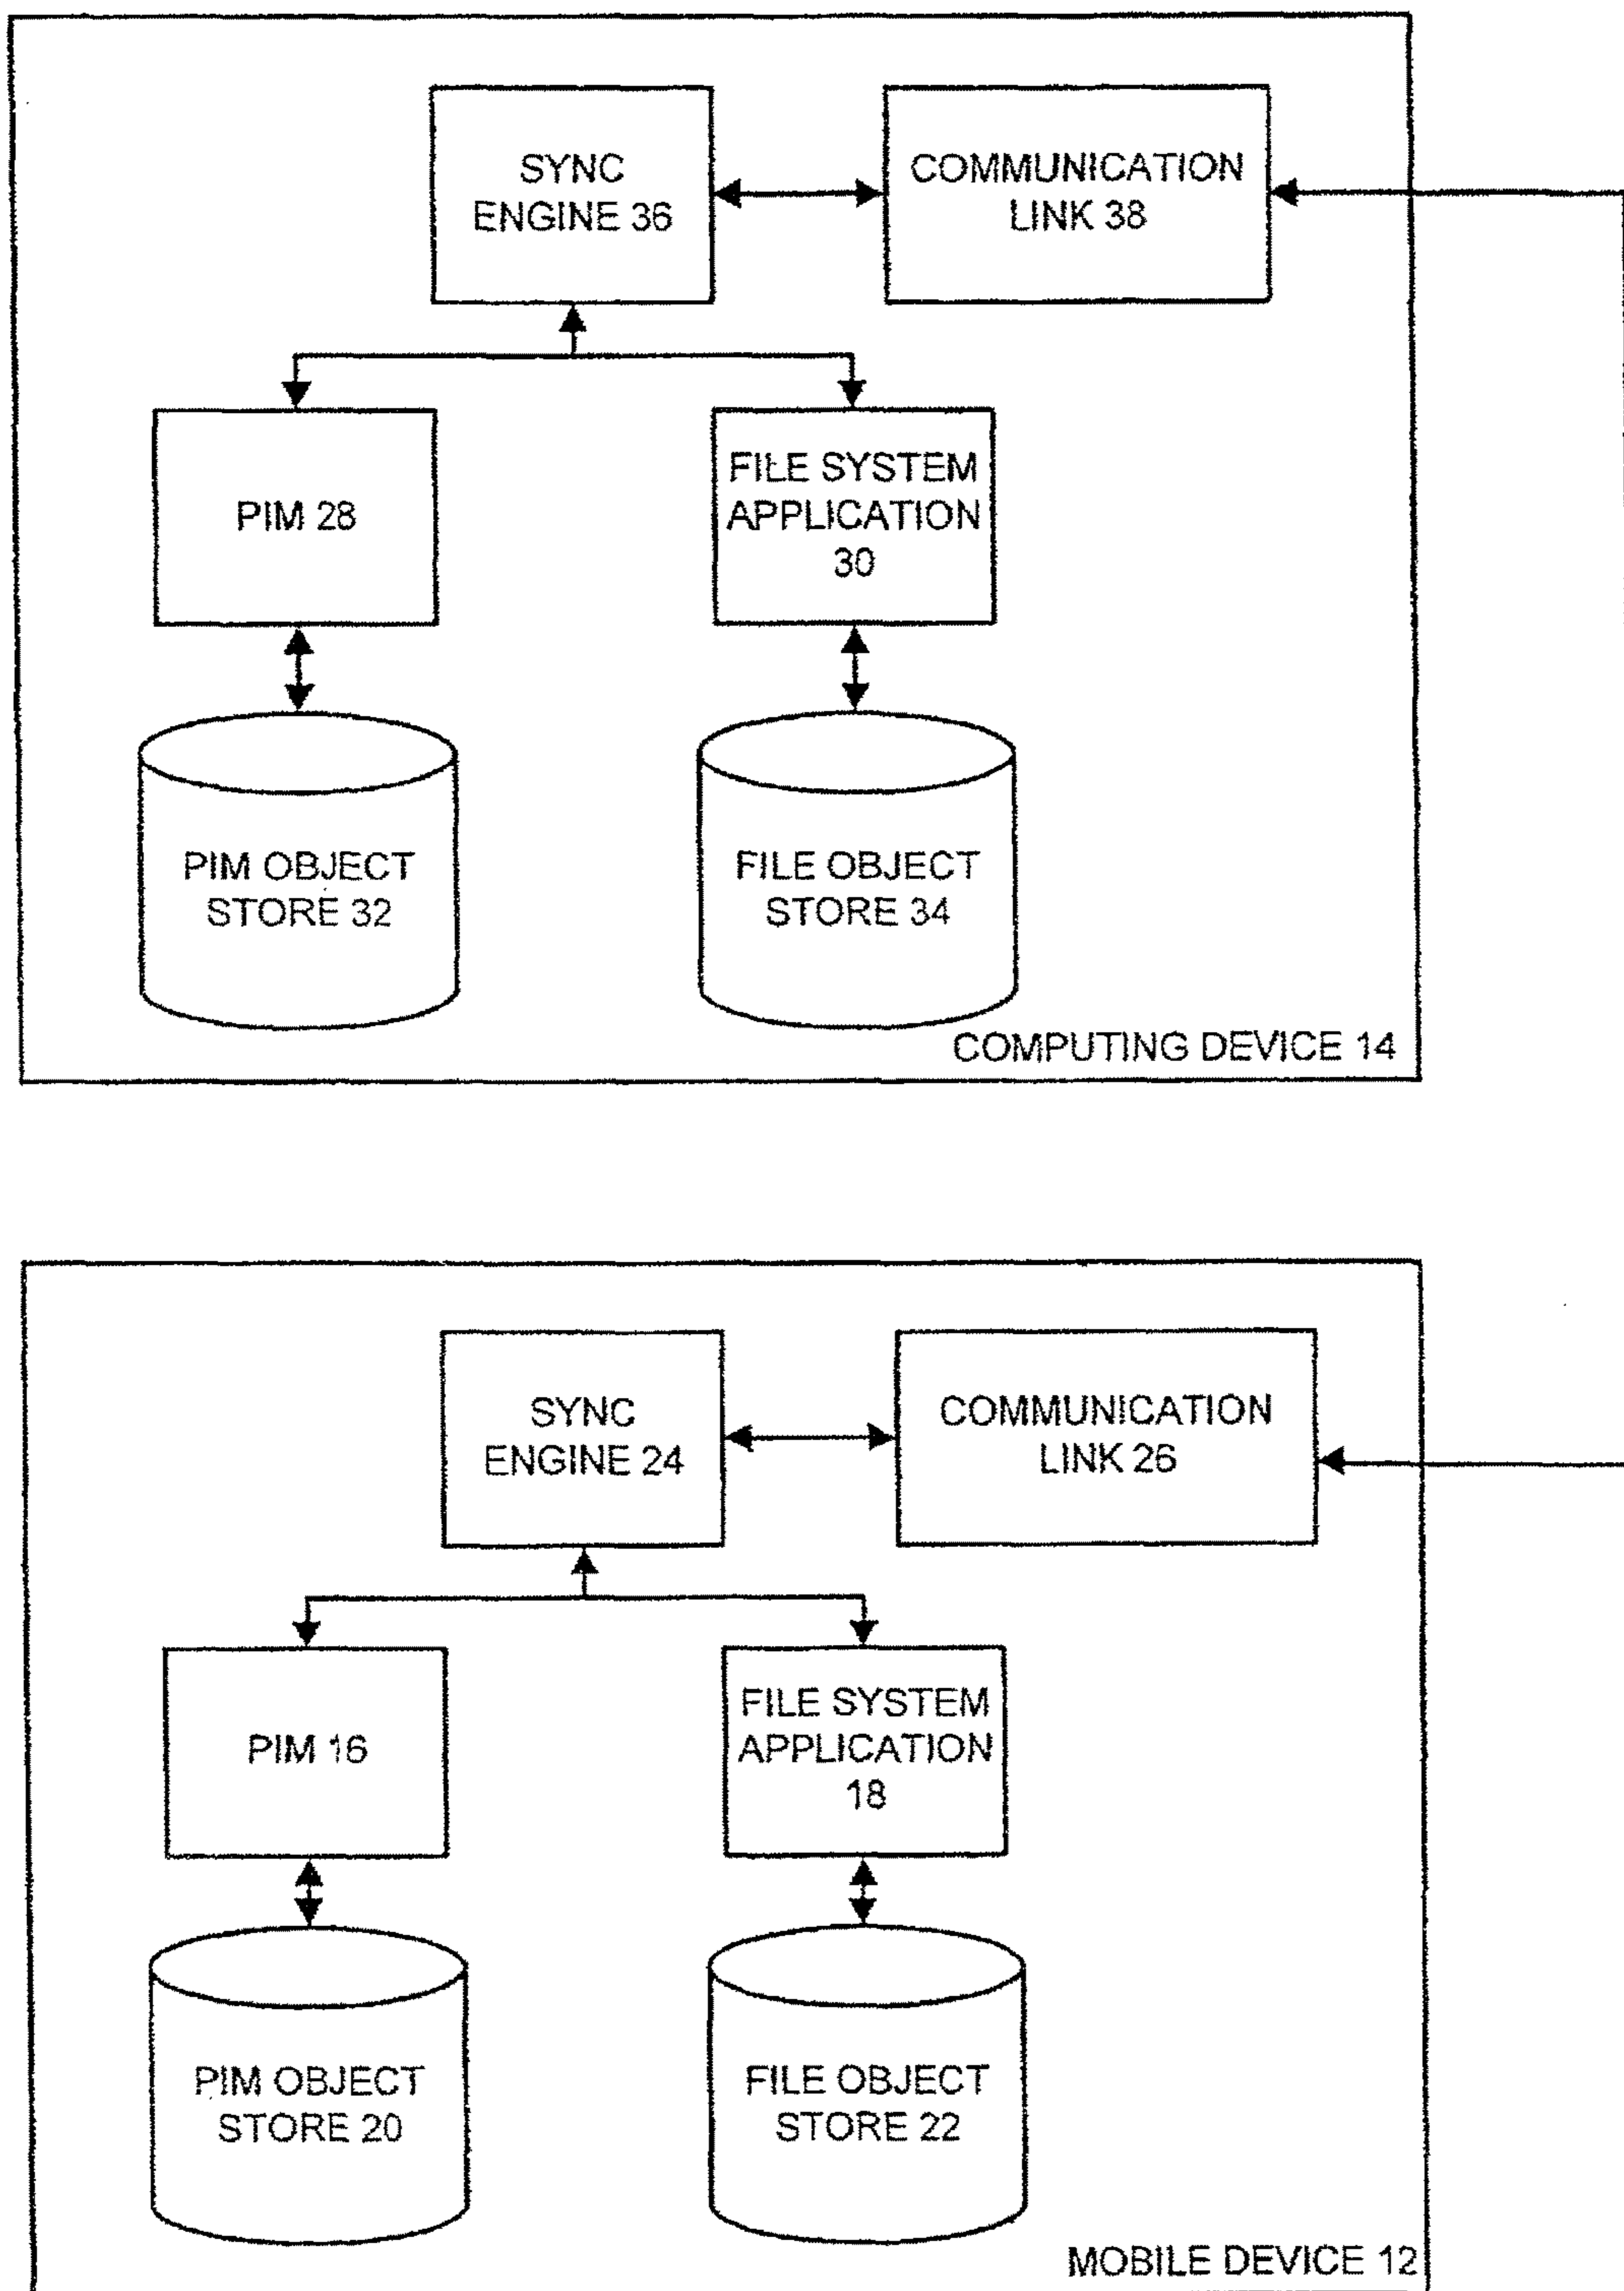 SYNC
ENGINE 36
COMMUNICATION
LINK 38
PIM 28
FILE SYSTEM
APPLICATION
30
PIM OBJECT
STORE 32
FILE OBJECT
STORE 34
COMPUTING DEVICE 14
SYNC
ENGINE 24
COMMUNICATION
LINK 26
PIM 16
FILE SYSTEM
APPLICATION
18
PIM OBJECT
STORE 20
FILE OBJECT
STORE 22
MOBILE DEVICE 12